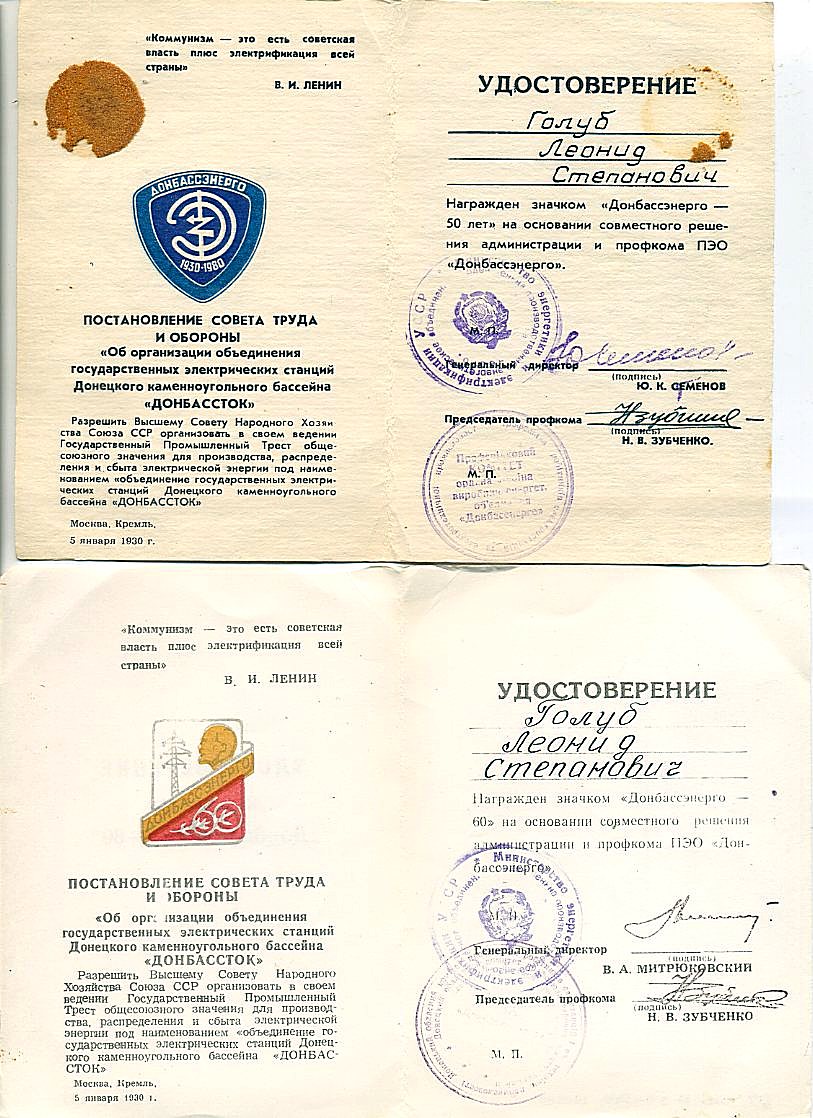 «Коммунизм — это есть советская
власть плюс электрификация всей
страны»
В. И. ЛЕНИН
ДОНБАССЭНЕРГО
1930-1980
ПОСТАНОВЛЕНИЕ СОВЕТА ТРУДА
И ОБОРОНЫ
«Об организации объединения
государственных электрических станций
Донецкого каменноугольного бассейна
«ДОНБАССТОК»
Разрешить Высшему Совету Народного Хозяй
ства Союза ССР организовать в своем ведении
Государственный Промышленный Трест обще-
союзного значения для производства, распреде-
ления и сбыта электрической энергии под наиме-
нованием «объединение государственных электри-
ческих станций Донецкого каменноугольного
бассейна «ДОНБАССТОК»
Москва, Кремль,
5 января 1930 г.
УДОСТОВЕРЕНИЕ
Голуб
Леонид
Степанович
Награжден значком «Донбассэнерго —
50 лет» на основании совместного реше-
ния администрации и профкома ПЭО
«Донбассэнерго».
М. П.
Генеральный директор
(подпись)
Ю. К. СЕМЕНОВ
Председатель профкома
(подпись)
Н. В. ЗУБЧЕНКО.
М. П.
«Коммунизм — это есть советская
власть плюс электрификация всей
страны»
В. И. ЛЕНИН
ДОНБАССЭНЕРГО
60
ПОСТАНОВЛЕНИЕ СОВЕТА ТРУДА
И ОБОРОНЫ
«Об организации объединения
государственных электрических станций
Донецкого каменноугольного бассейна
«ДОНБАССТОК»
Разрешить Высшему Совету Народного
Хозяйства Союза ССР организовать в своем
ведении Государственный Промышленный
Трест общесоюзного значения для производ-
ства, распределения и сбыта электрической
энергии под наименованием «объединение го-
сударственных электрических станций Донец-
кого каменноугольного бассейна «ДОНБАС-
СТОК»
Москва, Кремль,
5 января 1930 г.
УДОСТОВЕРЕНИЕ
Голуб
Леонид
Степанович
Награжден значком «Донбассэнерго —
60» на основании совместного решения
администрации и профкома ПЭО «Дон-
бассэнерго»
М. П.
Генеральный директор
(подпись)
В. А. МИТРЮКОВСКИЙ
Председатель профкома
(подпись)
Н. В. ЗУБЧЕНКО
М. П.